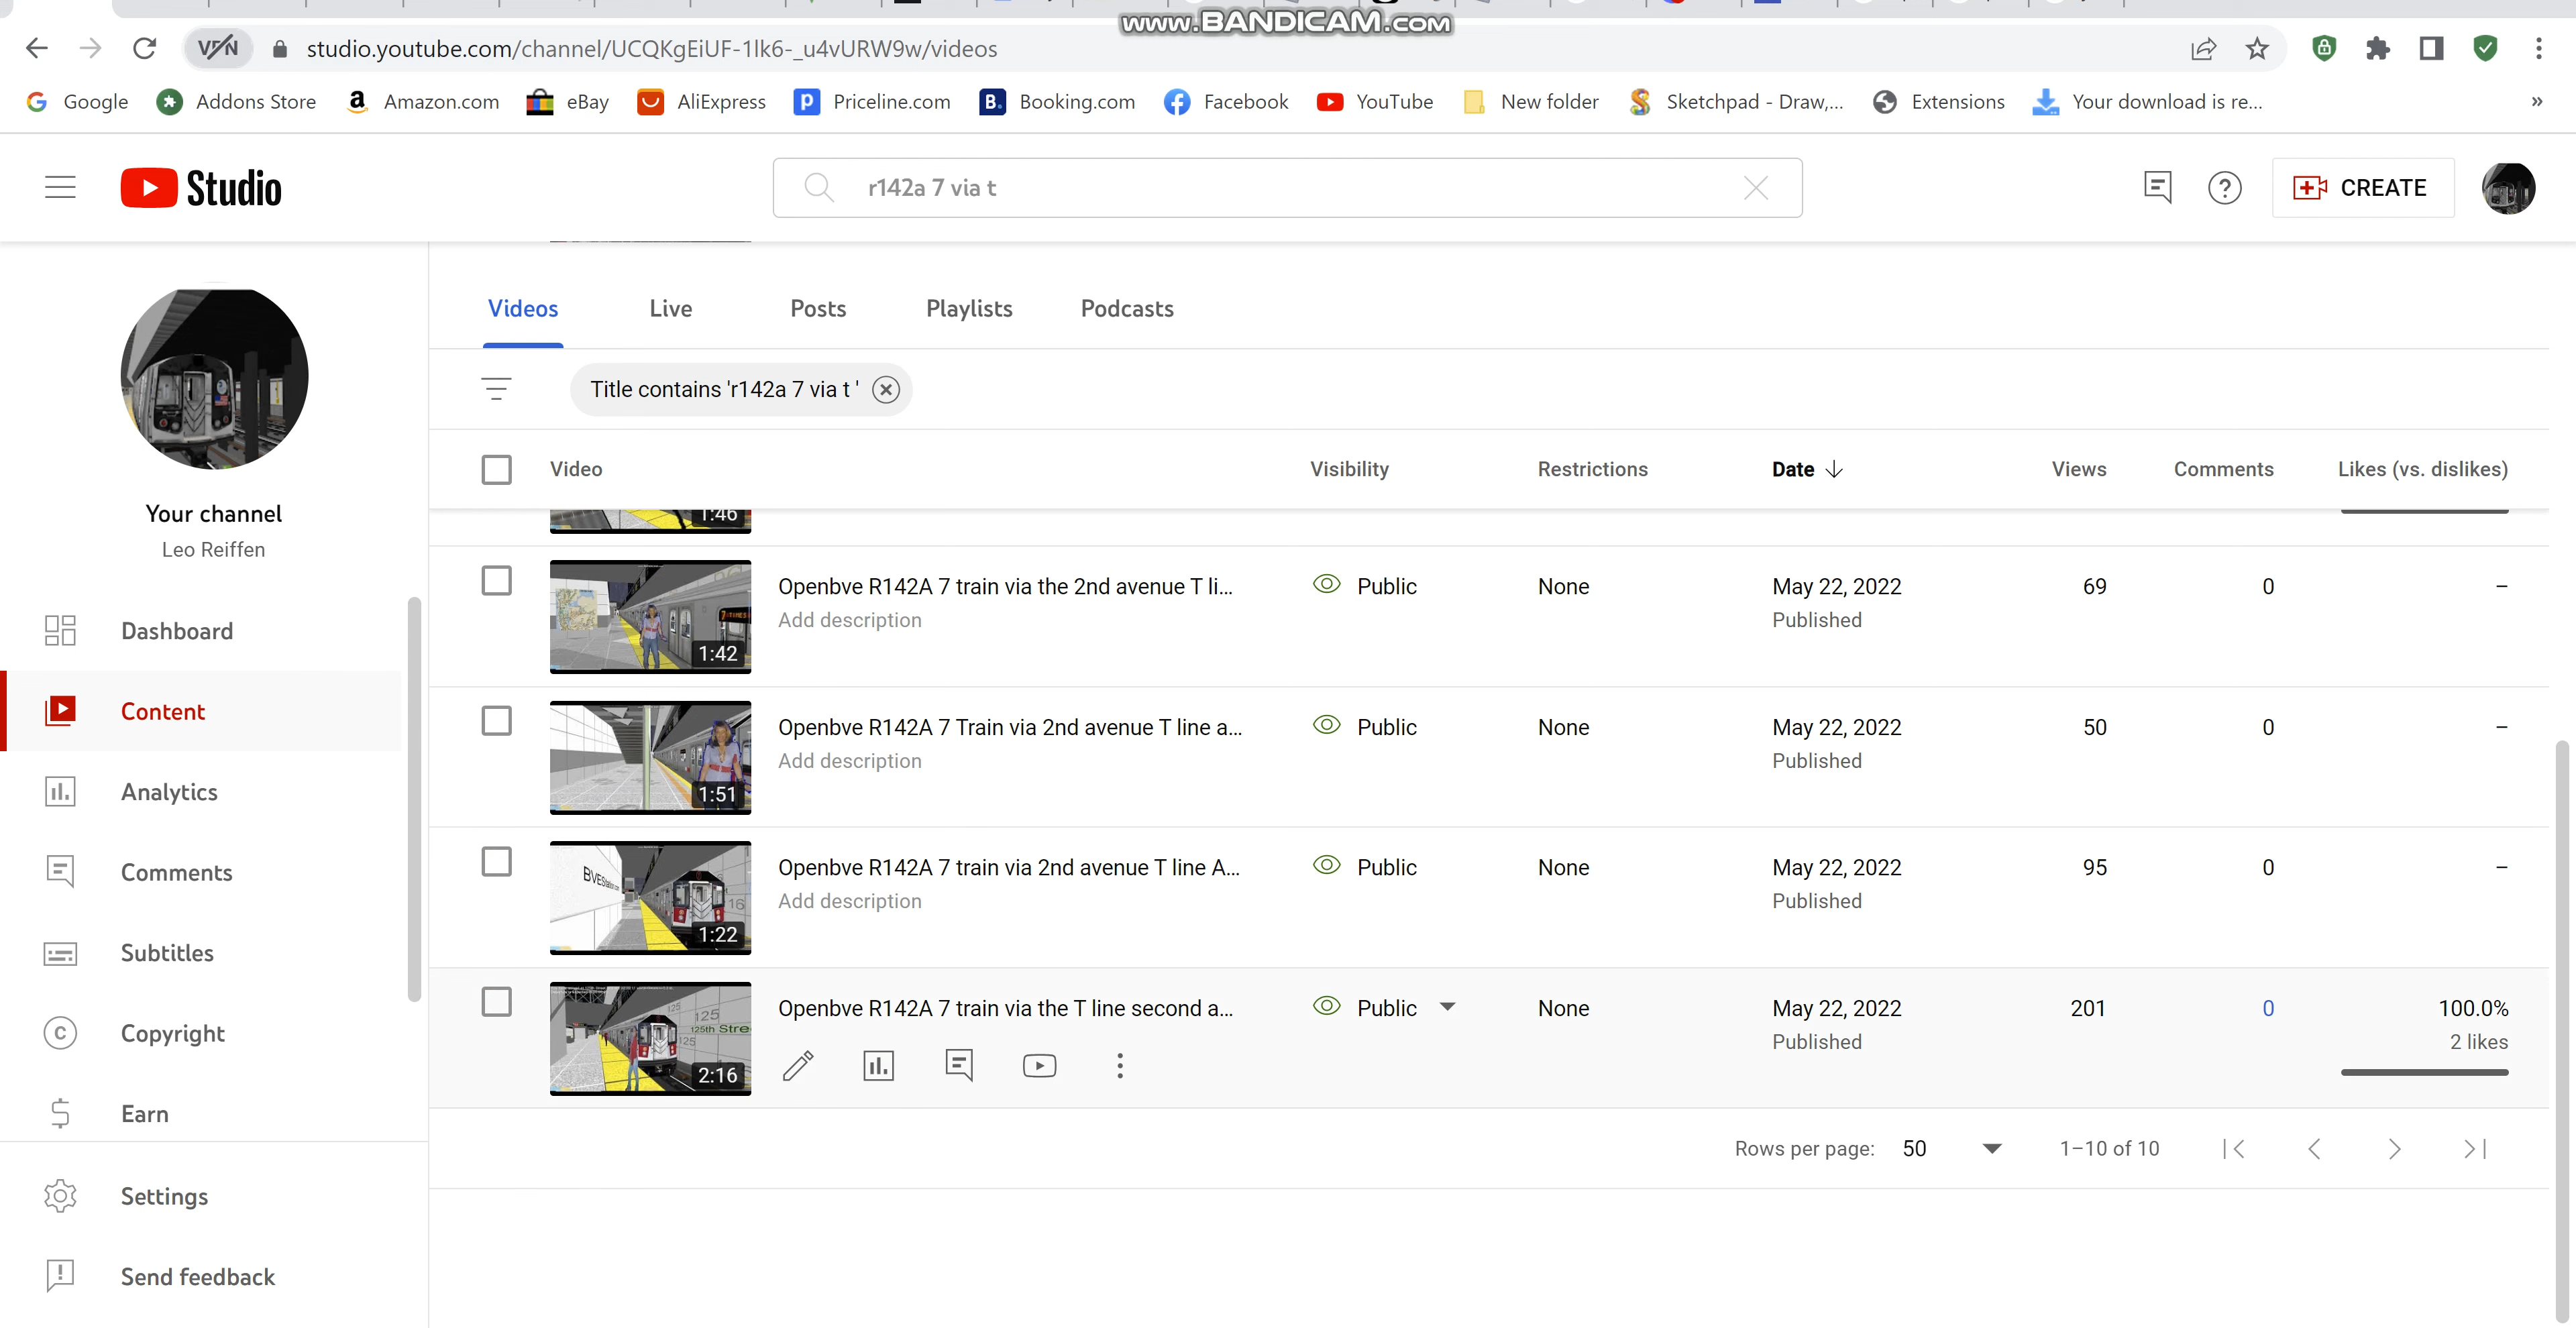 www.BANDICAM.com
VPN
studio.youtube.com/channel/UCQKgEiUF-1lk6-_u4vURW9w/videos
Google
Addons Store
Amazon.com
eBay
AliExpress
Priceline.com
Booking.com
Facebook
YouTube
New folder
Sketchpad - Draw,...
Extensions
Your download is re...
»
Studio
r142a 7 via t
CREATE
Videos
Live
Posts
Playlists
Podcasts
Title contains 'r142a 7 via t '
Video
Visibility
Restrictions
Date
Views
Comments
Likes (vs. dislikes)
1:46
Openbve R142A 7 train via the 2nd avenue T li...
Add description
1:42
Public
None
May 22, 2022
Published
69
0
–
Openbve R142A 7 Train via 2nd avenue T line a...
Add description
1:51
Public
None
May 22, 2022
Published
50
0
–
Openbve R142A 7 train via 2nd avenue T line A...
Add description
16
1:22
Public
None
May 22, 2022
Published
95
0
–
Openbve R142A 7 train via the T line second a...
125
125th Stre
125
2:16
Public
None
May 22, 2022
Published
201
0
100.0%
2 likes
Rows per page:
50
1–10 of 10
Your channel
Leo Reiffen
Dashboard
Content
Analytics
Comments
Subtitles
Copyright
Earn
Settings
Send feedback